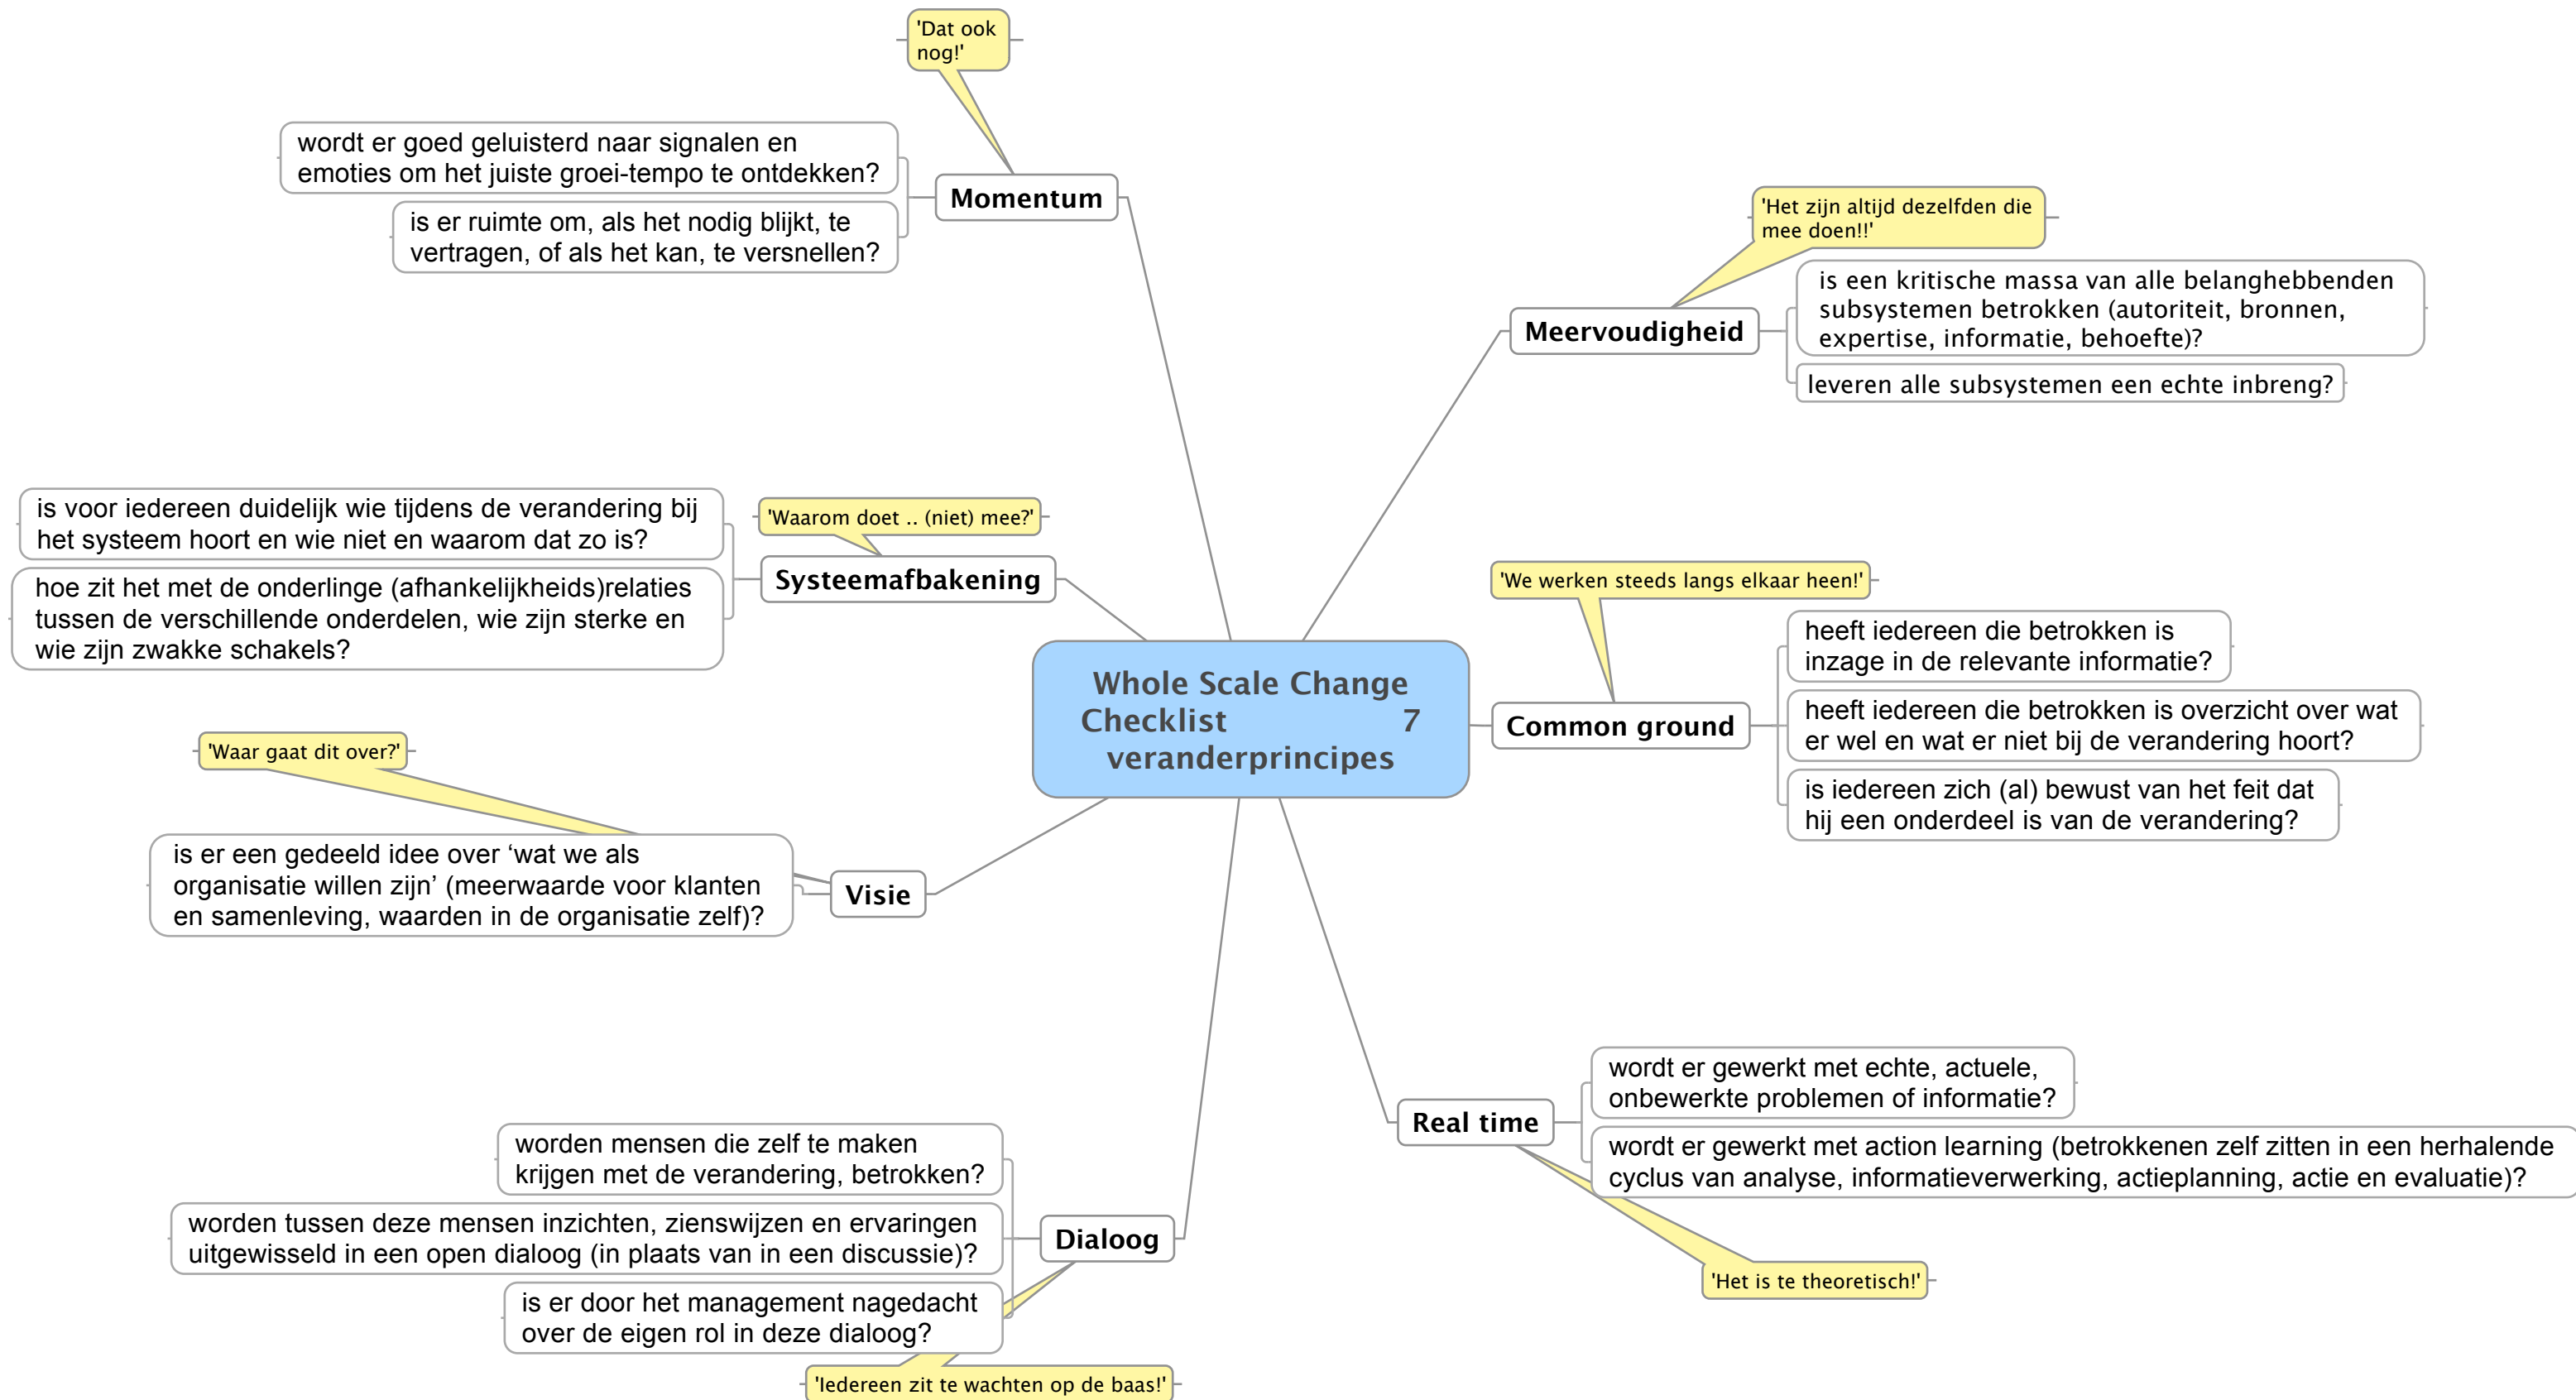 Whole Scale Change
Checklist 7
veranderprincipes
'Dat ook
nog!'
Momentum
wordt er goed geluisterd naar signalen en
emoties om het juiste groei-tempo te ontdekken?
is er ruimte om, als het nodig blijkt, te
vertragen, of als het kan, te versnellen?
'Het zijn altijd dezelfden die
mee doen!!'
Meervoudigheid
is een kritische massa van alle belanghebbenden
subsystemen betrokken (autoriteit, bronnen,
expertise, informatie, behoefte)?
leveren alle subsystemen een echte inbreng?
'Waarom doet .. (niet) mee?'
Systeemafbakening
is voor iedereen duidelijk wie tijdens de verandering bij
het systeem hoort en wie niet en waarom dat zo is?
hoe zit het met de onderlinge (afhankelijkheids)relaties
tussen de verschillende onderdelen, wie zijn sterke en
wie zijn zwakke schakels?
'We werken steeds langs elkaar heen!'
Common ground
heeft iedereen die betrokken is
inzage in de relevante informatie?
heeft iedereen die betrokken is overzicht over wat
er wel en wat er niet bij de verandering hoort?
is iedereen zich (al) bewust van het feit dat
hij een onderdeel is van de verandering?
'Waar gaat dit over?'
Visie
is er een gedeeld idee over ‘wat we als
organisatie willen zijn’ (meerwaarde voor klanten
en samenleving, waarden in de organisatie zelf)?
Real time
wordt er gewerkt met echte, actuele,
onbewerkte problemen of informatie?
wordt er gewerkt met action learning (betrokkenen zelf zitten in een herhalende
cyclus van analyse, informatieverwerking, actieplanning, actie en evaluatie)?
'Het is te theoretisch!'
Dialoog
worden mensen die zelf te maken
krijgen met de verandering, betrokken?
worden tussen deze mensen inzichten, zienswijzen en ervaringen
uitgewisseld in een open dialoog (in plaats van in een discussie)?
is er door het management nagedacht
over de eigen rol in deze dialoog?
'Iedereen zit te wachten op de baas!'